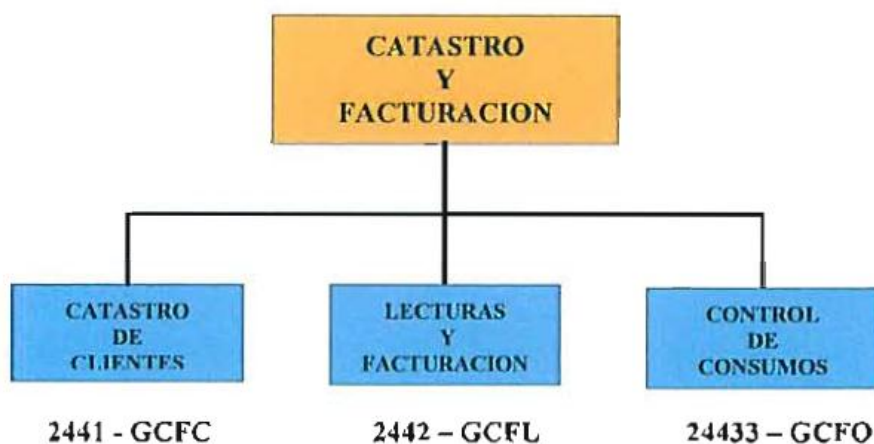 CATASTRO
Y
FACTURACION
CATASTRO
DE
CLIENTES
LECTURAS
Y
FACTURACION
CONTROL
DE
CONSUMOS
2441 - GCFC
2442 – GCFL
24433 – GCFO